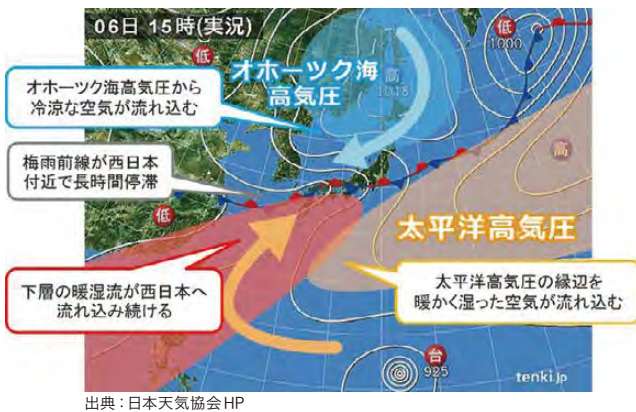 06日 15時(実況)
低
低
1000
オホーツク海
高気圧
高
1018
オホーツク海高気圧から
冷涼な空気が流れ込む
梅雨前線が西日本
付近で長時間停滞
高
低
太平洋高気圧
下層の暖湿流が西日本へ
流れ込み続ける
太平洋高気圧の縁辺を
暖かく湿った空気が流れ込む
台
925
tenki.jp
出典：日本天気協会HP